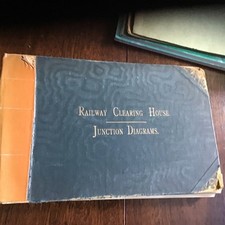 RAILWAY CLEARING HOUSE.
JUNCTION DIAGRAMS.